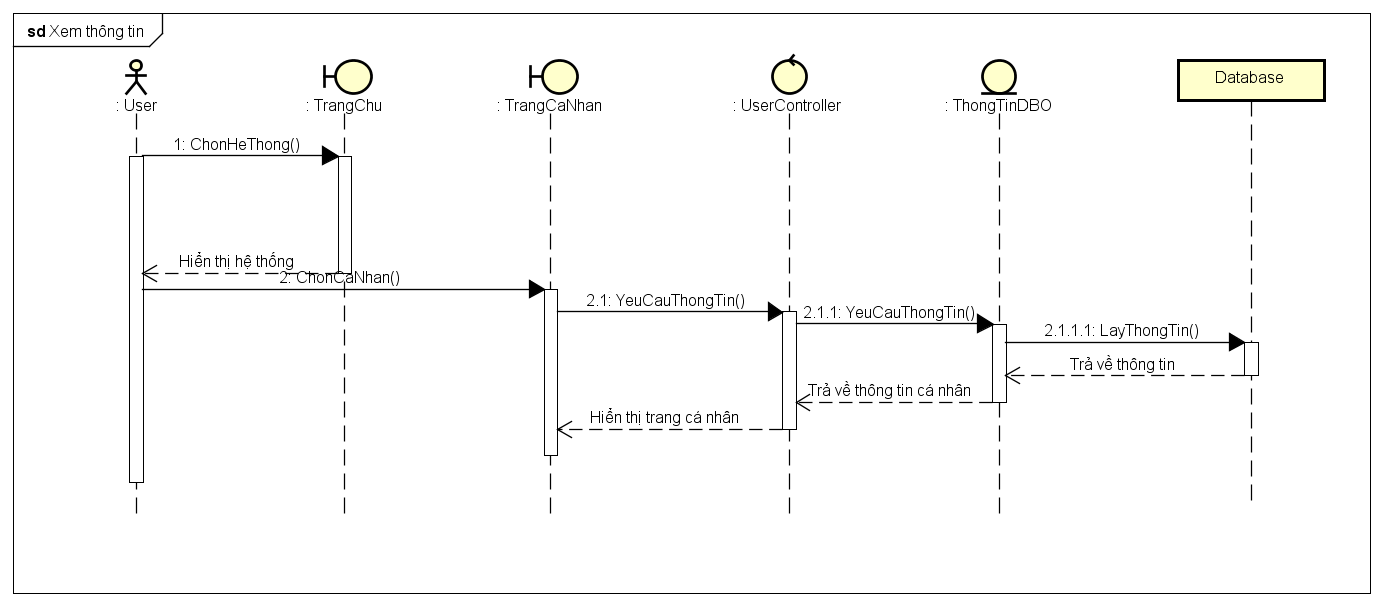 sd Xem thông tin
: User
: TrangChu
: TrangCaNhan
: UserController
: ThongTinDBO
Database
1: ChonHeThong()
Hiển thị hệ thống
2: ChonCaNhan()
2.1: YeuCauThongTin()
2.1.1: YeuCauThongTin()
2.1.1.1: LayThongTin()
Trả về thông tin
Trả về thông tin cá nhân
Hiển thị trang cá nhân